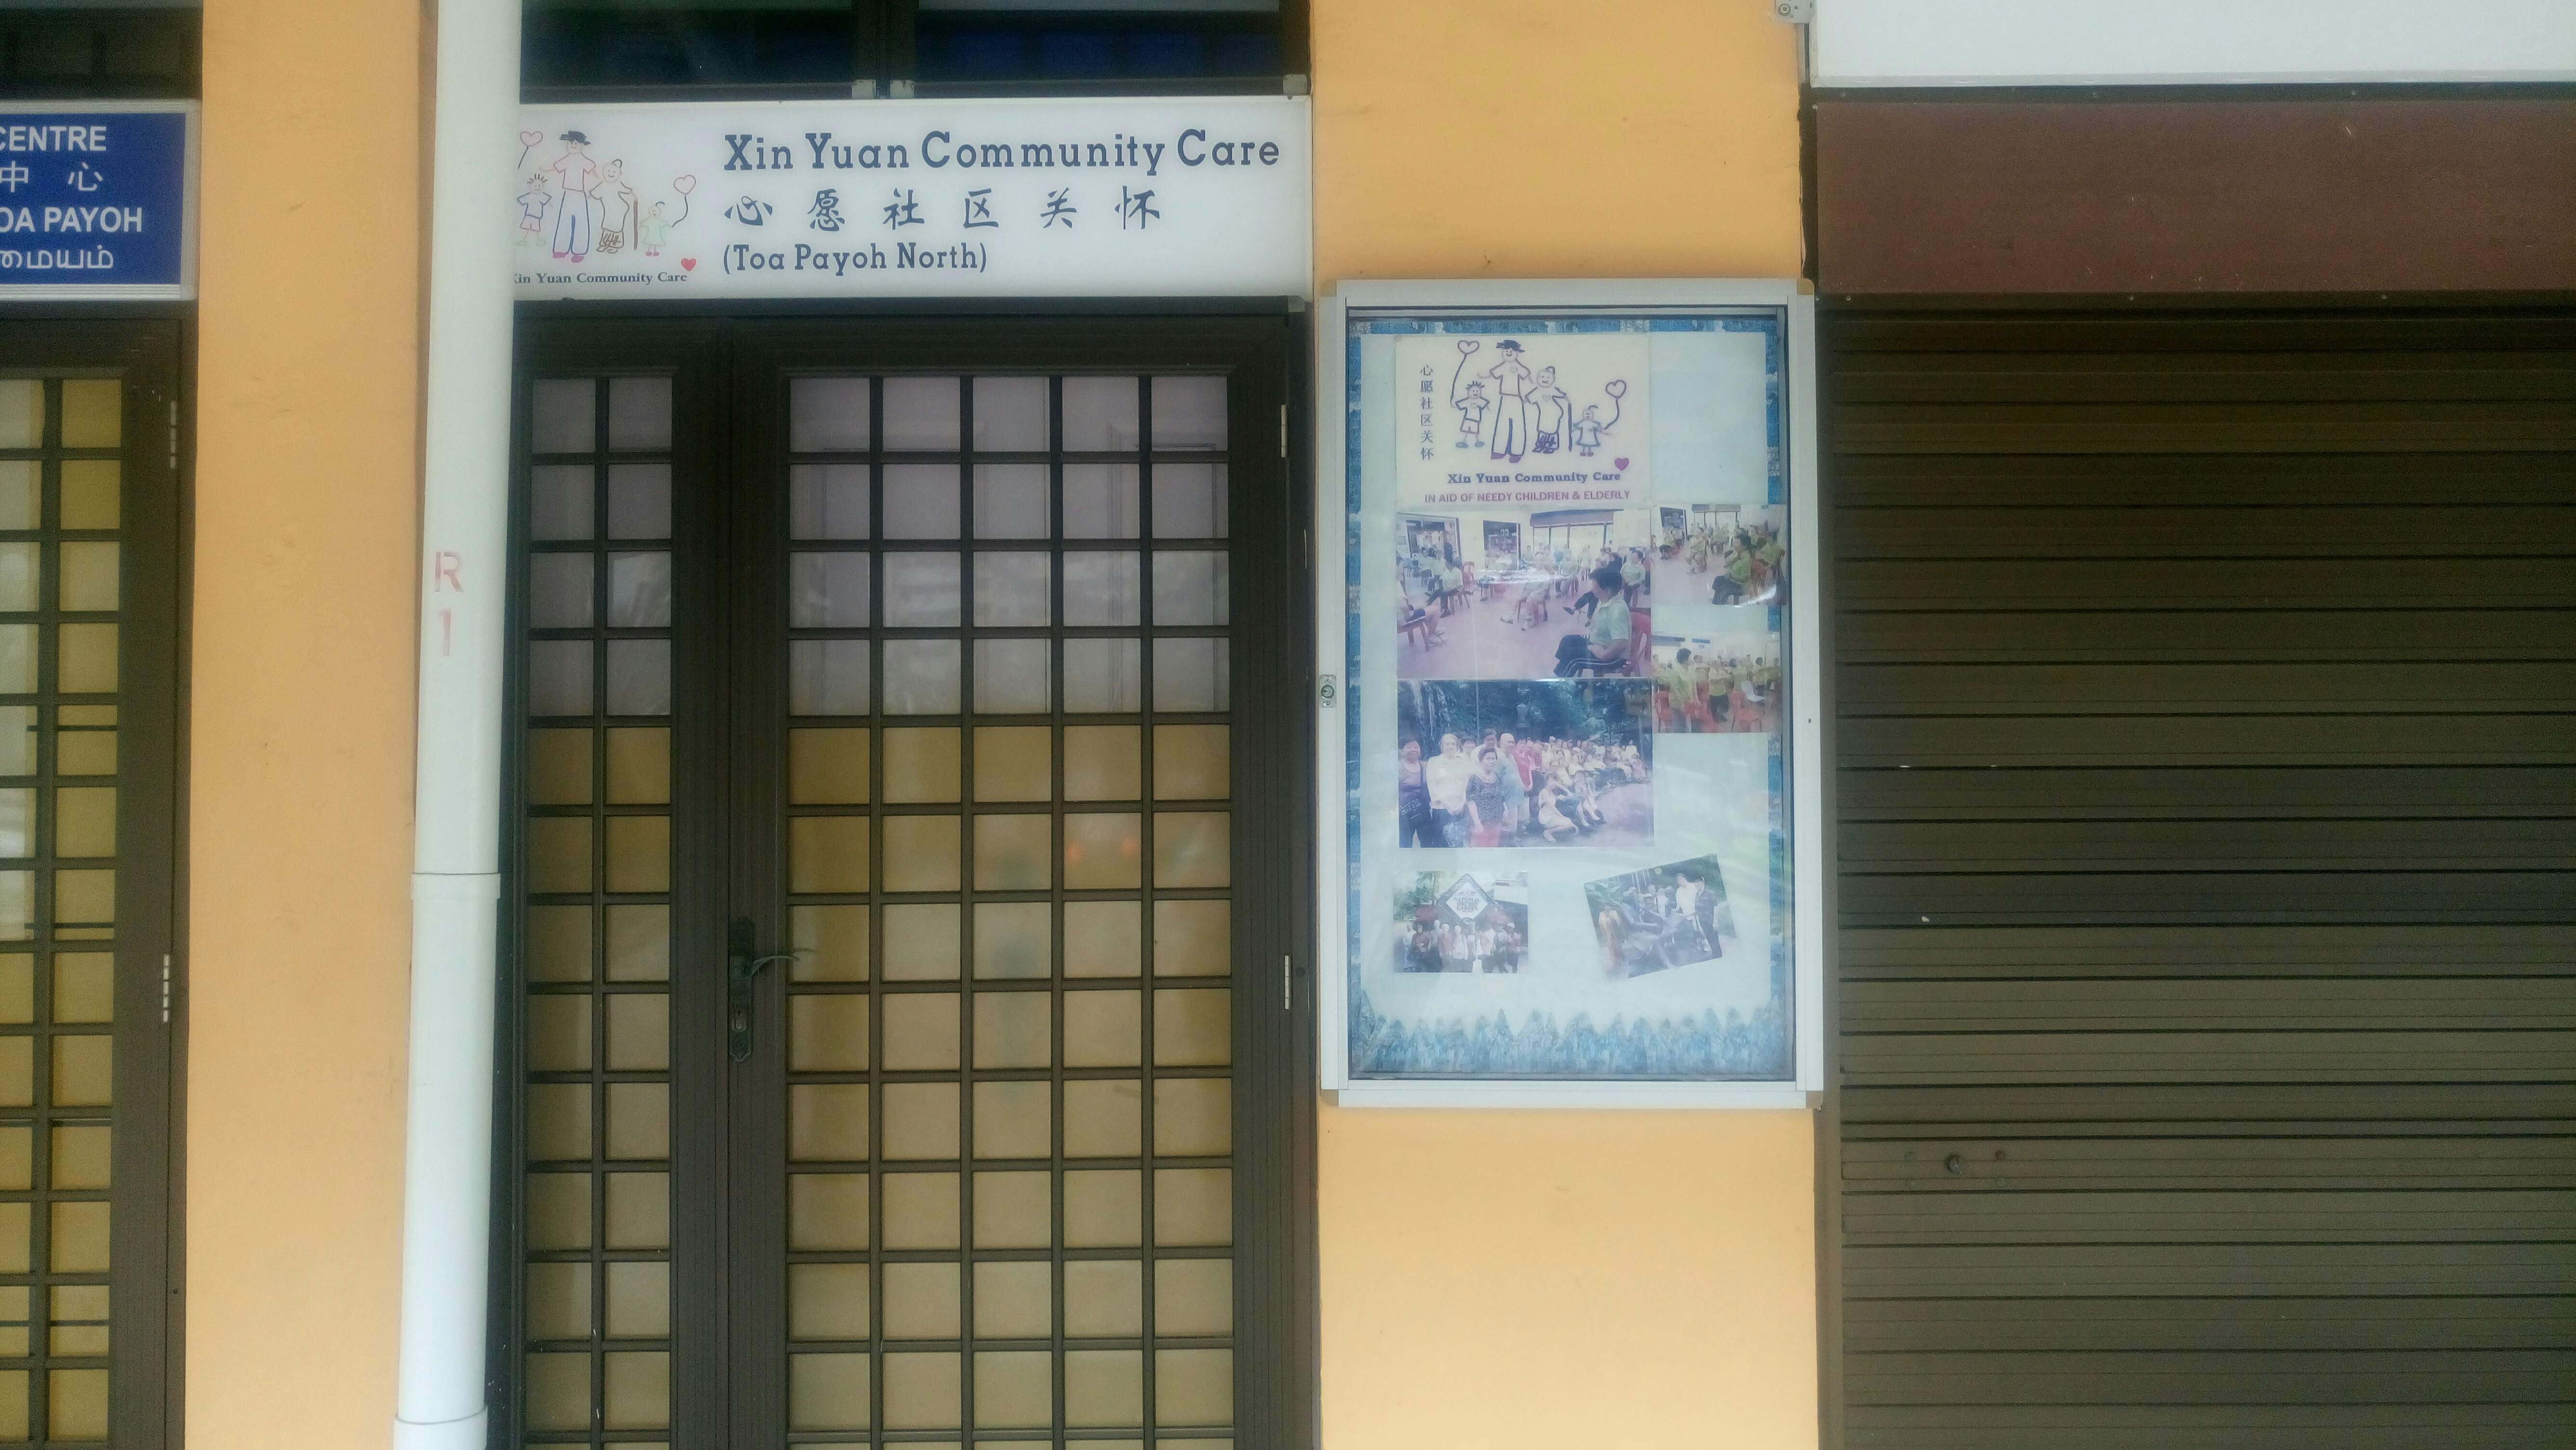 CENTRE
中 心
OA PAYOH
மையம்
Xin Yuan Community Care
心愿社区关怀
(Toa Payoh North)
Xin Yuan Community Care
R
1
心愿社区关怀
Xin Yuan Community Care
IN AID OF NEEDY CHILDREN & ELDERLY